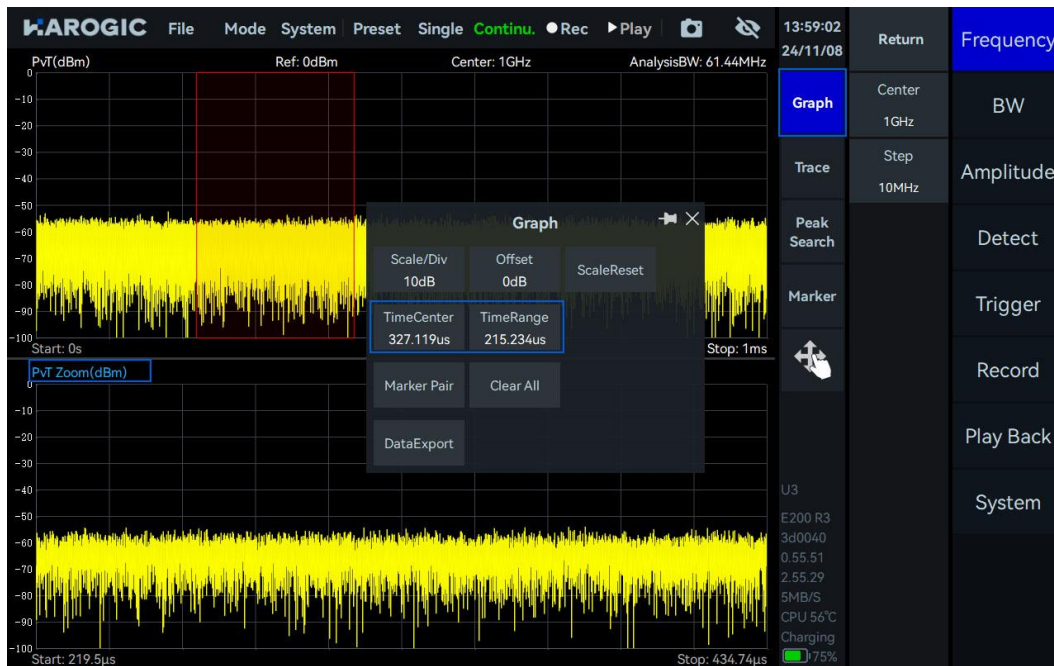 HAROGIC File Mode System Preset Single Continu. Rec Play
13:59:02
24/11/08
PvT(dBm) Ref: 0dBm Center: 1GHz AnalysisBW: 61.44MHz
0
-10
-20
-30
-40
-50
-60
-70
-80
-90
-100
Start: 0s Stop: 1ms
Graph
Scale/Div
10dB
Offset
0dB
ScaleReset
TimeCenter
327.119us
TimeRange
215.234us
Marker Pair
Clear All
DataExport
PvT Zoom(dBm)
0
-10
-20
-30
-40
-50
-60
-70
-80
-90
-100
Start: 219.5μs Stop: 434.74μs
Graph
Trace
Peak
Search
Marker
U3
E200 R3
3d0040
0.55.51
2.55.29
5MB/S
CPU 56℃
Charging
75%
Return
Center
1GHz
Step
10MHz
Frequency
BW
Amplitude
Detect
Trigger
Record
Play Back
System